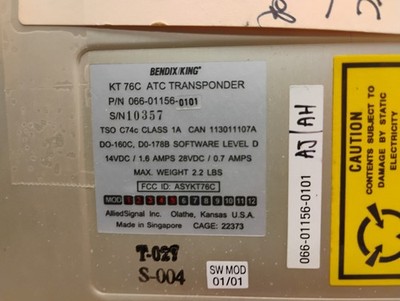 BENDIX/KING®
KT 76C ATC TRANSPONDER
P/N 066-01156-0101
S/N 10357
TSO C74c CLASS 1A CAN 113011107A
DO-160C, D0-178B SOFTWARE LEVEL D
14VDC / 1.6 AMPS 28VDC / 0.7 AMPS
MAX. WEIGHT 2.2 LBS
FCC ID: ASYKT76C
MOD 1 2 3 4 5 6 7 8 9 10 11 12
AlliedSignal Inc. Olathe, Kansas U.S.A.
Made in Singapore CAGE: 22373
T-029
S-004
SW MOD
01/01
066-01156-0101 AJ/AH
CAUTION
CONTENTS SUBJECT TO
DAMAGE BY STATIC
ELECTRICITY